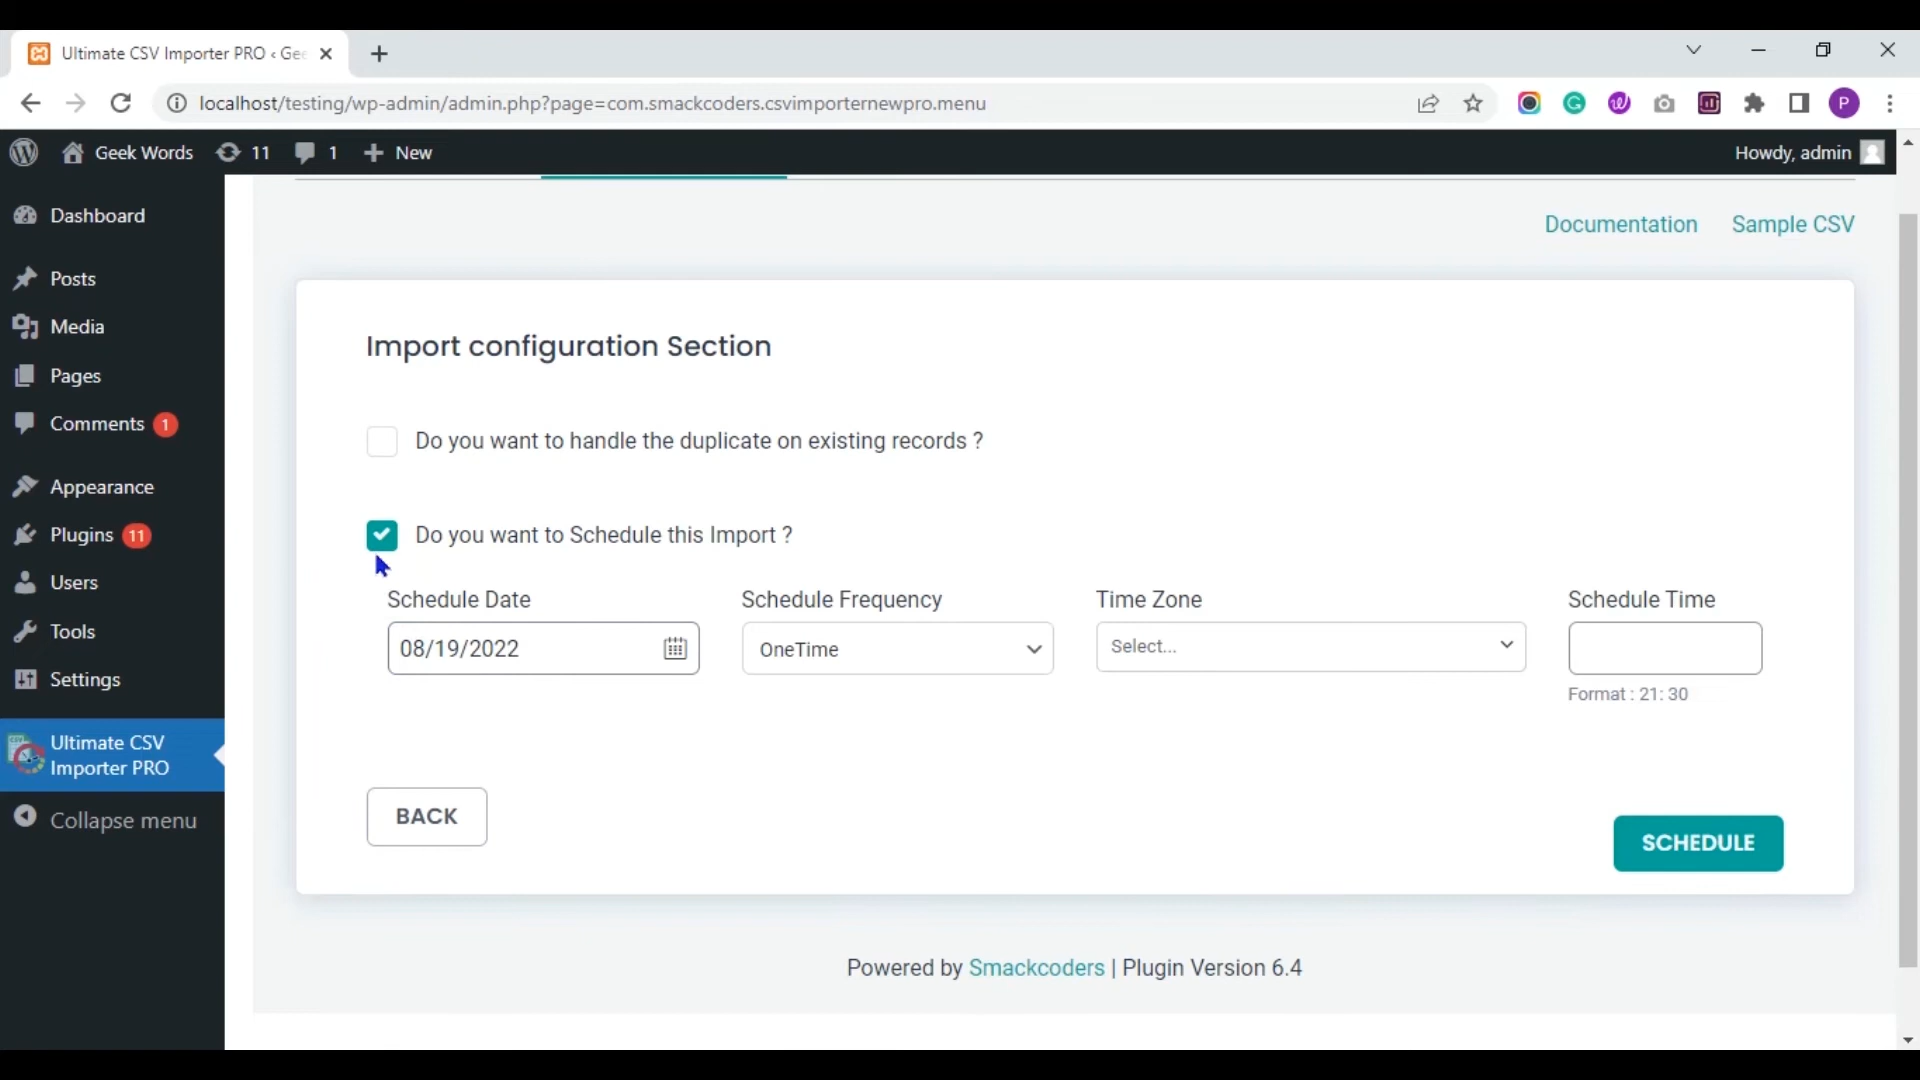 Ultimate CSV Importer PRO ‹ Gee
localhost/testing/wp-admin/admin.php?page=com.smackcoders.csvimporternewpro.menu
P
Geek Words 11 1 New Howdy, admin
Dashboard
Posts
Media
Pages
Comments 1
Appearance
Plugins 11
Users
Tools
Settings
Ultimate CSV
Importer PRO
Collapse menu
Documentation Sample CSV
Import configuration Section
Do you want to handle the duplicate on existing records ?
Do you want to Schedule this Import ?
Schedule Date Schedule Frequency Time Zone Schedule Time
08/19/2022 OneTime Select...
Format : 21: 30
BACK
SCHEDULE
Powered by Smackcoders | Plugin Version 6.4